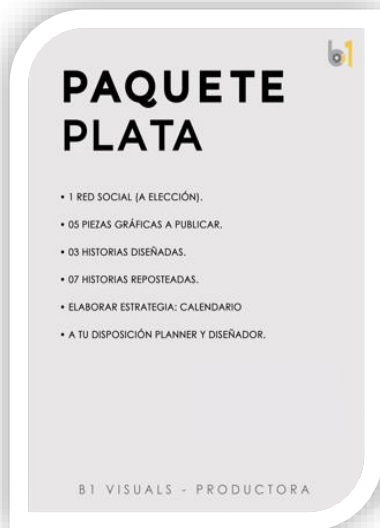 b1
PAQUETE
PLATA
• 1 RED SOCIAL (A ELECCIÓN).
• 05 PIEZAS GRÁFICAS A PUBLICAR.
• 03 HISTORIAS DISEÑADAS.
• 07 HISTORIAS REPOSTEADAS.
• ELABORAR ESTRATEGIA: CALENDARIO
• A TU DISPOSICIÓN PLANNER Y DISEÑADOR.
B1 VISUALS - PRODUCTORA